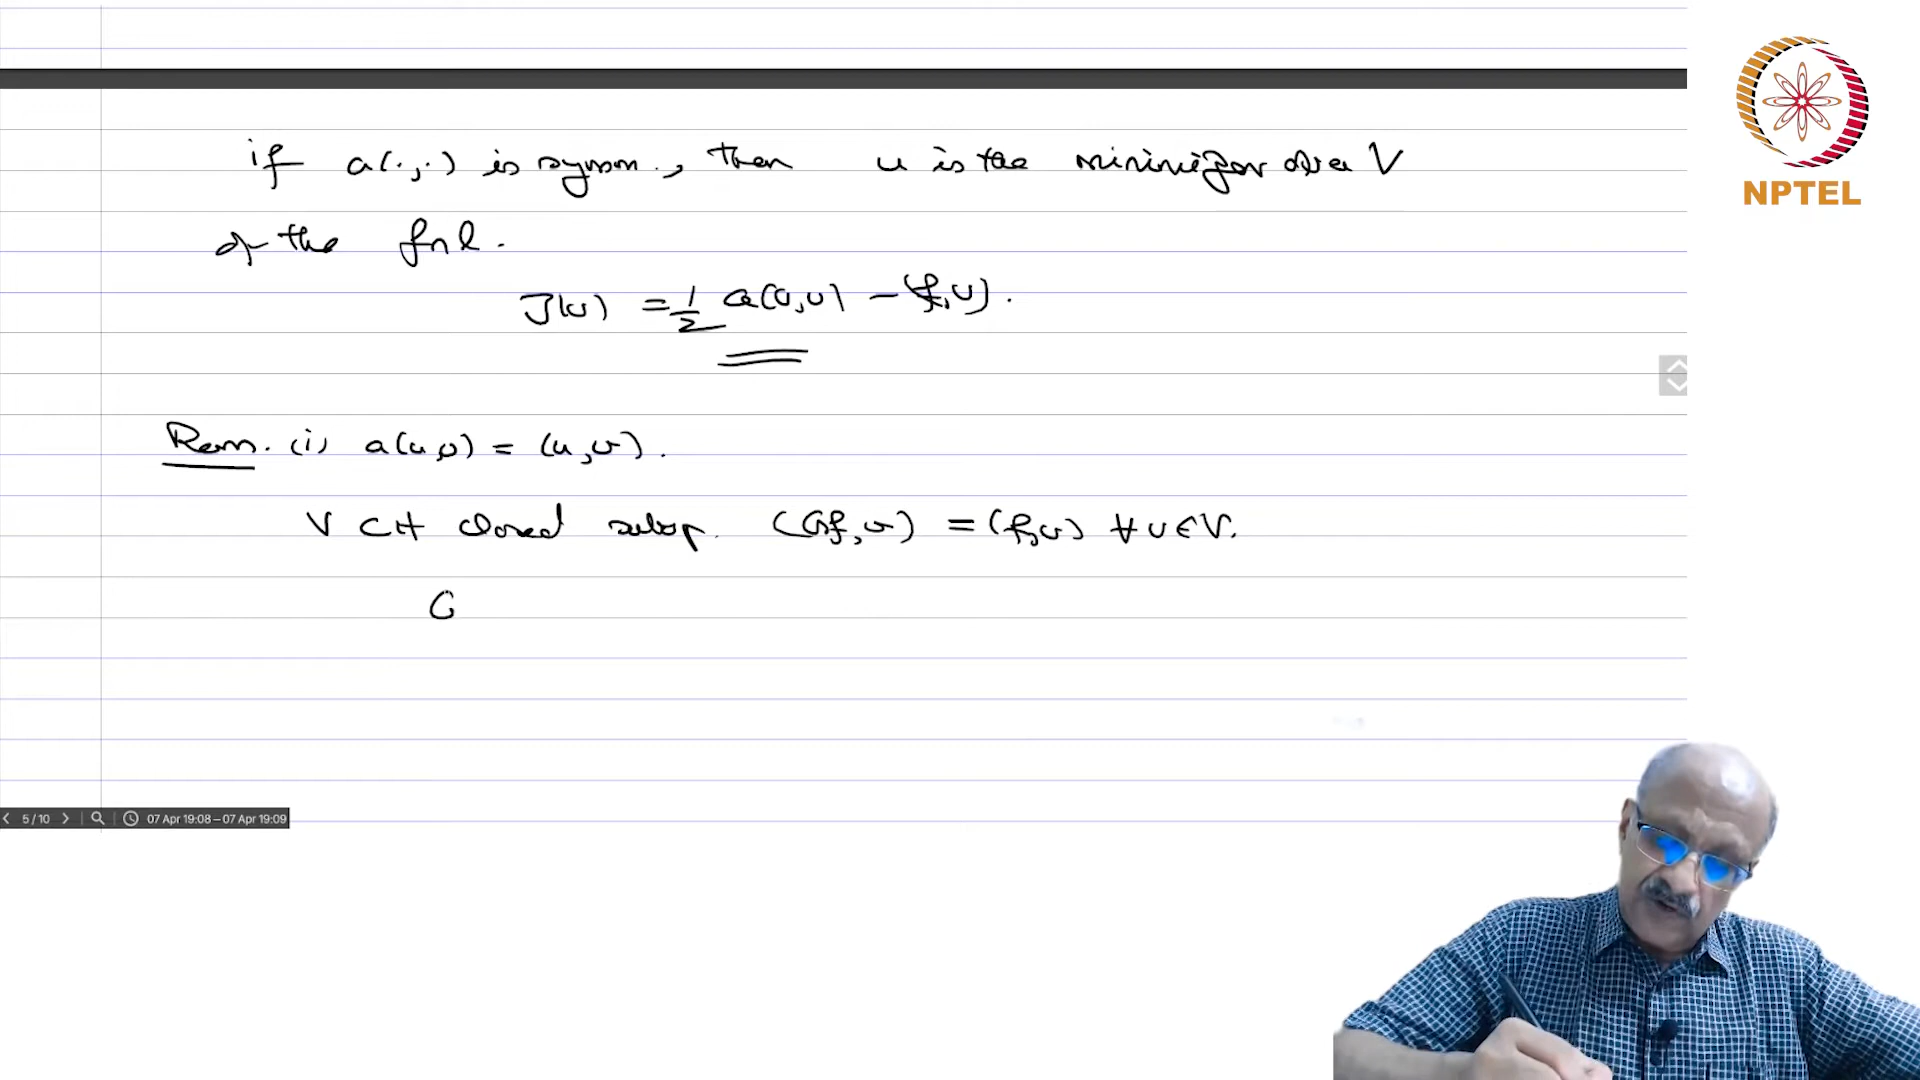 if a(.,.) is symm., then u is the minimizer over V
of the fnl.
J(v) = 1/2 a(v,v) - (f,v).
Rem. (i) a(u,v) = (u,v).
V ⊂ H closed subsp. (Gf,v) = (f,v) ∀ v ∈ V.
G
NPTEL
5 / 10 07 Apr 19:08 – 07 Apr 19:09